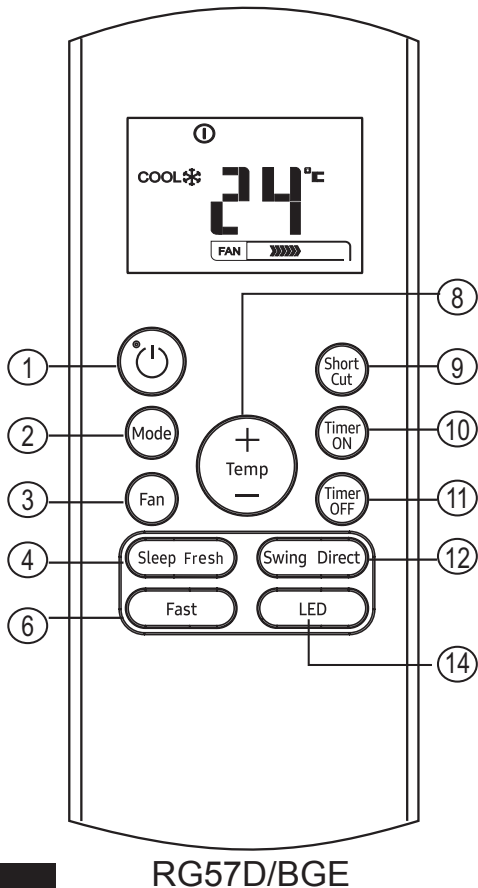 COOL
24°C
FAN
8
1
Short Cut
9
2
Mode
+
Temp
−
Timer ON
10
3
Fan
Timer OFF
11
4
Sleep Fresh
Swing Direct
12
6
Fast
LED
14
RG57D/BGE